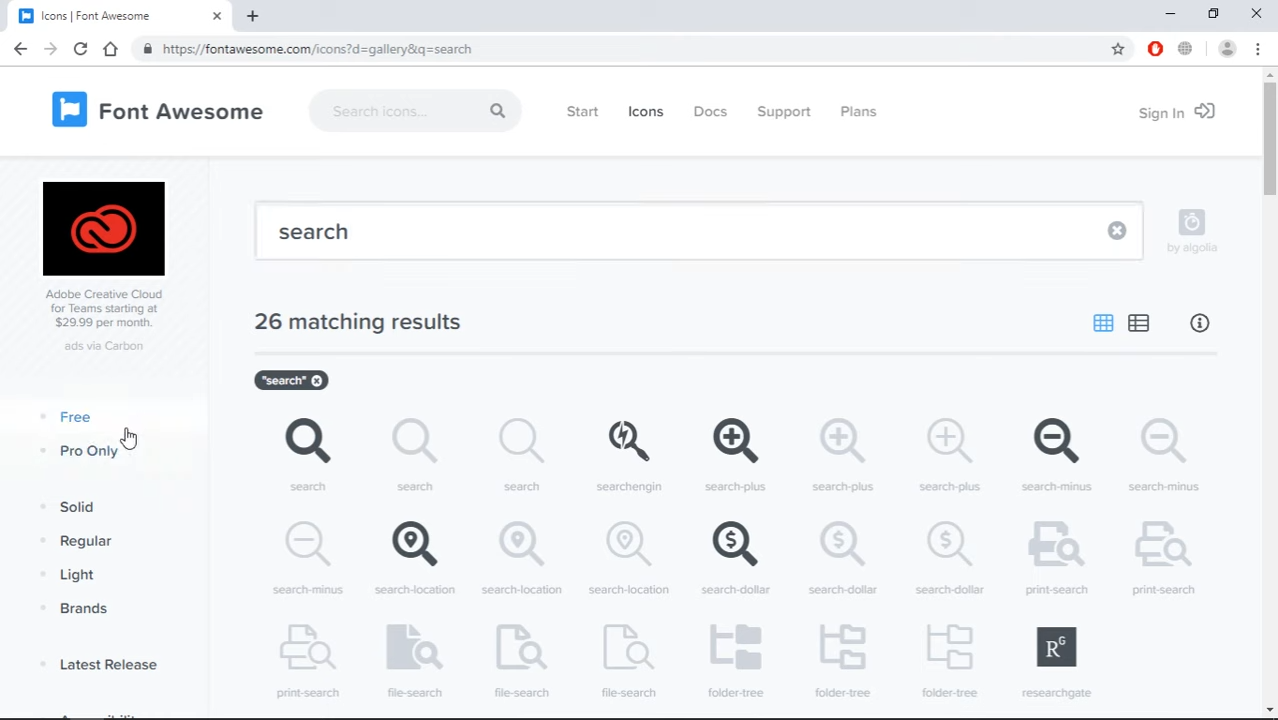 Icons | Font Awesome
https://fontawesome.com/icons?d=gallery&q=search
Font Awesome
Search icons...
Start
Icons
Docs
Support
Plans
Sign In
Adobe Creative Cloud
for Teams starting at
$29.99 per month.
ads via Carbon
Free
Pro Only
Solid
Regular
Light
Brands
Latest Release
search
by algolia
26 matching results
"search"
search
search
search
searchengin
search-plus
search-plus
search-plus
search-minus
search-minus
search-minus
search-location
search-location
search-location
search-dollar
search-dollar
search-dollar
print-search
print-search
print-search
file-search
file-search
file-search
folder-tree
folder-tree
folder-tree
RG
researchgate